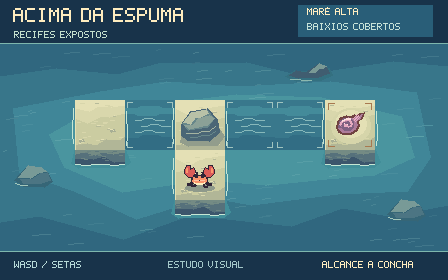 ACIMA DA ESPUMA
RECIFES EXPOSTOS
MARÉ ALTA
BAIXIOS COBERTOS
WASD / SETAS
ESTUDO VISUAL
ALCANCE A CONCHA